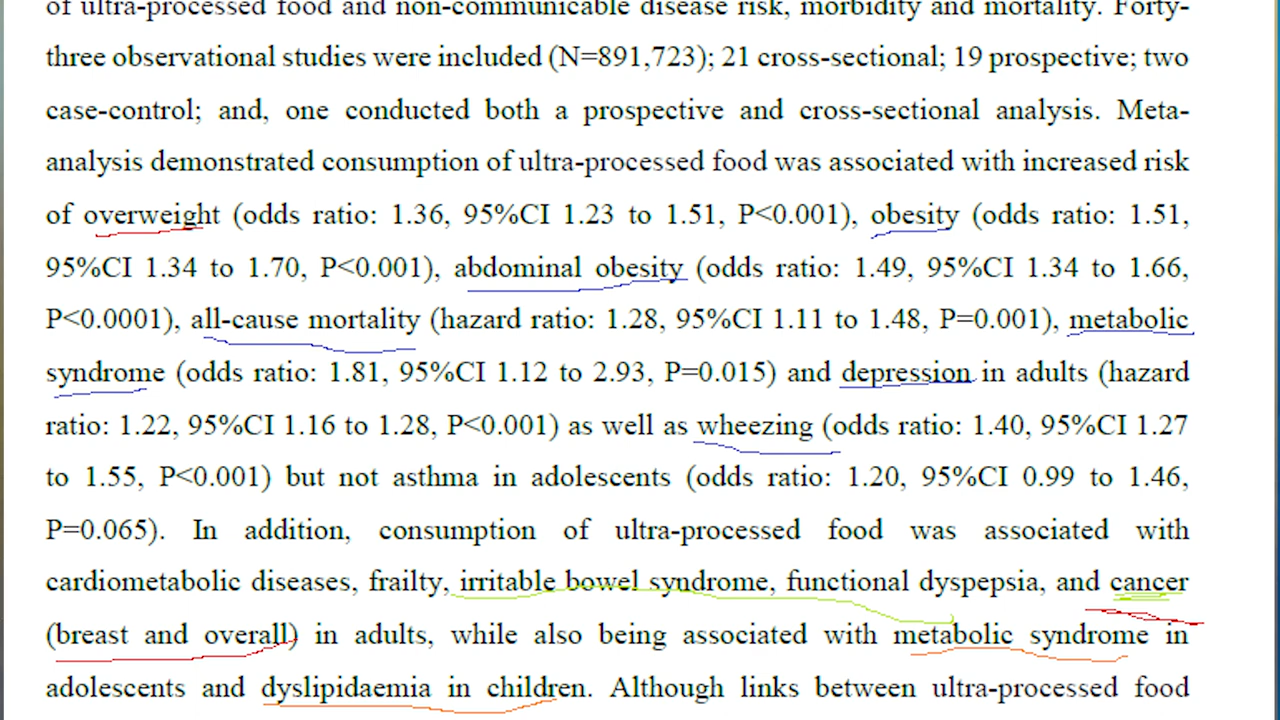 of ultra-processed food and non-communicable disease risk, morbidity and mortality. Forty-
three observational studies were included (N=891,723); 21 cross-sectional; 19 prospective; two
case-control; and, one conducted both a prospective and cross-sectional analysis. Meta-
analysis demonstrated consumption of ultra-processed food was associated with increased risk
of overweight (odds ratio: 1.36, 95%CI 1.23 to 1.51, P<0.001), obesity (odds ratio: 1.51,
95%CI 1.34 to 1.70, P<0.001), abdominal obesity (odds ratio: 1.49, 95%CI 1.34 to 1.66,
P<0.0001), all-cause mortality (hazard ratio: 1.28, 95%CI 1.11 to 1.48, P=0.001), metabolic
syndrome (odds ratio: 1.81, 95%CI 1.12 to 2.93, P=0.015) and depression in adults (hazard
ratio: 1.22, 95%CI 1.16 to 1.28, P<0.001) as well as wheezing (odds ratio: 1.40, 95%CI 1.27
to 1.55, P<0.001) but not asthma in adolescents (odds ratio: 1.20, 95%CI 0.99 to 1.46,
P=0.065). In addition, consumption of ultra-processed food was associated with
cardiometabolic diseases, frailty, irritable bowel syndrome, functional dyspepsia, and cancer
(breast and overall) in adults, while also being associated with metabolic syndrome in
adolescents and dyslipidaemia in children. Although links between ultra-processed food